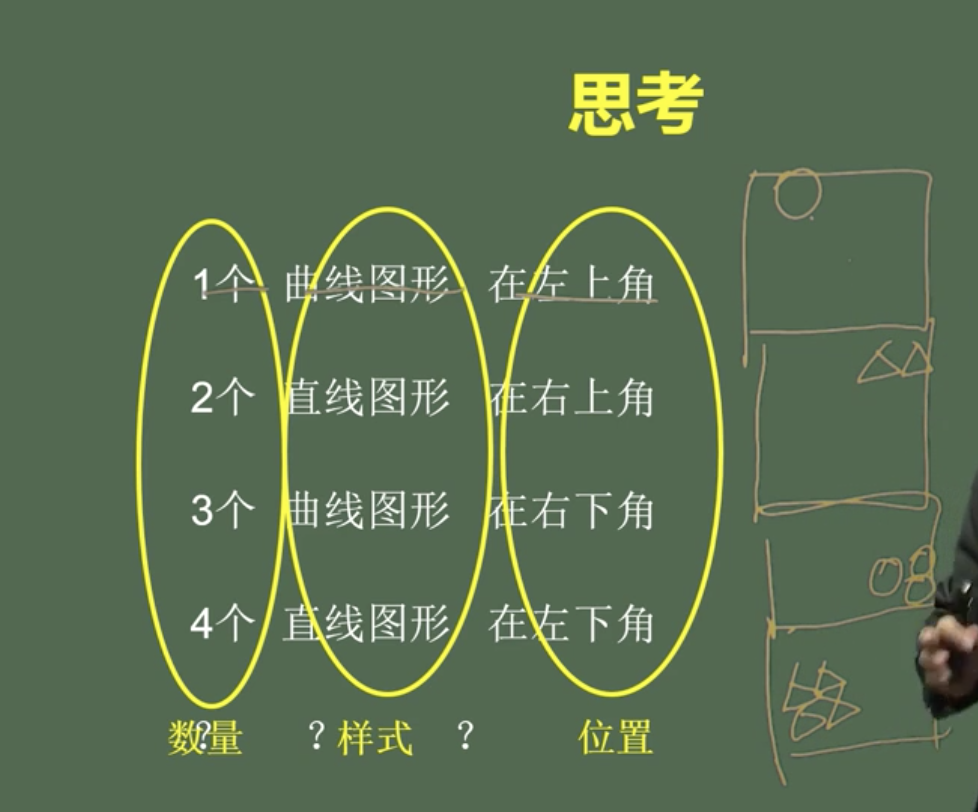 思考
1个 曲线图形 在左上角
2个 直线图形 在右上角
3个 曲线图形 在右下角
4个 直线图形 在左下角
数量 ? ? 样式 ? 位置